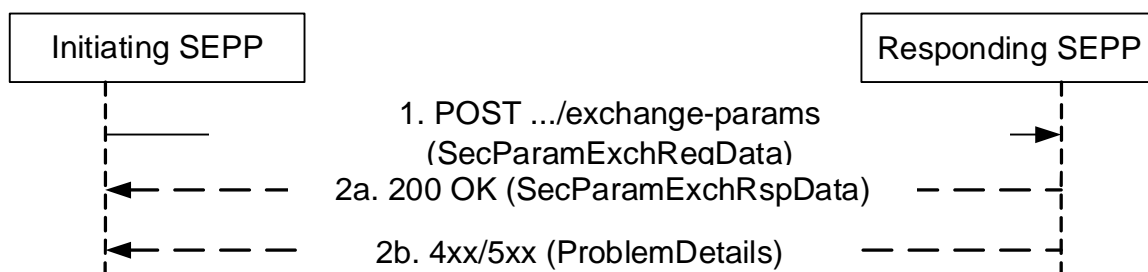 Initiating SEPP
Responding SEPP
1. POST .../exchange-params
(SecParamExchReqData)
2a. 200 OK (SecParamExchRspData)
2b. 4xx/5xx (ProblemDetails)